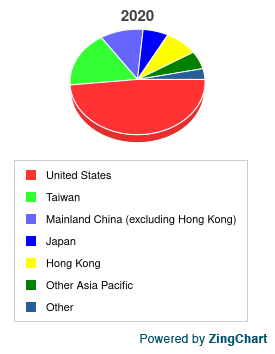 2020
United States
Taiwan
Mainland China (excluding Hong Kong)
Japan
Hong Kong
Other Asia Pacific
Other
Powered by ZingChart